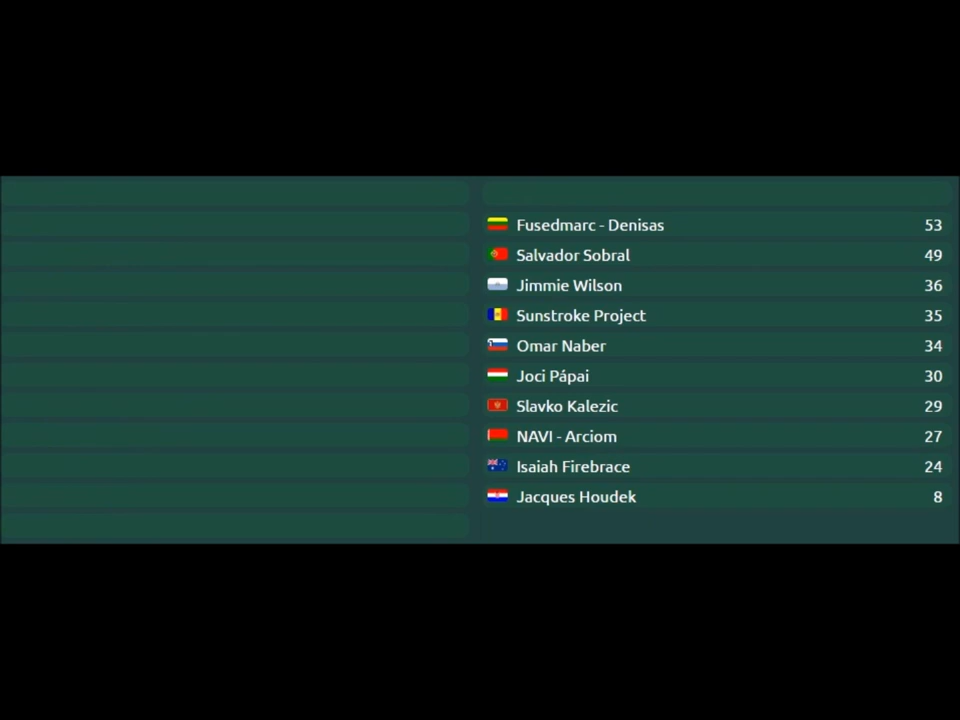 Fusedmarc - Denisas 53
Salvador Sobral 49
Jimmie Wilson 36
Sunstroke Project 35
Omar Naber 34
Joci Pápai 30
Slavko Kalezic 29
NAVI - Arciom 27
Isaiah Firebrace 24
Jacques Houdek 8